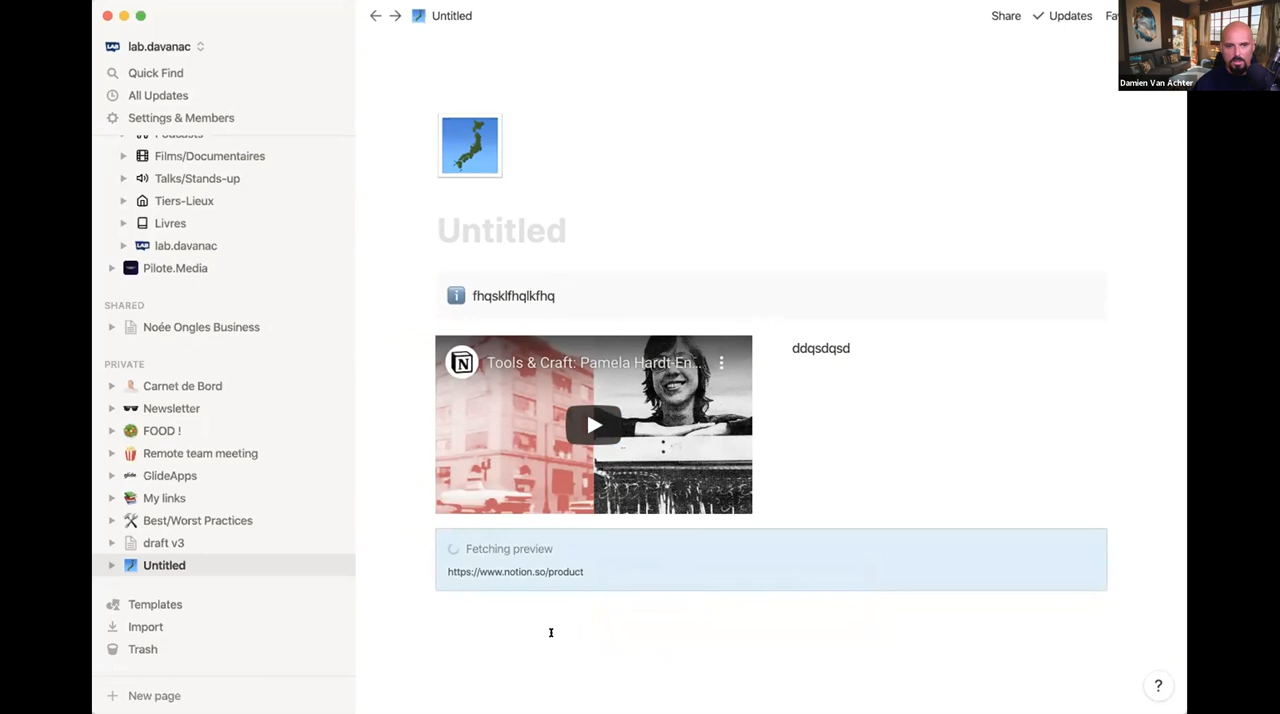 Untitled
Share
Updates
Fa
Damien Van Achter
lab.davanac
Quick Find
All Updates
Settings & Members
Podcasts
Films/Documentaires
Talks/Stands-up
Tiers-Lieux
Livres
LAB lab.davanac
Pilote.Media
SHARED
Noée Ongles Business
PRIVATE
Carnet de Bord
Newsletter
FOOD !
Remote team meeting
GlideApps
My links
Best/Worst Practices
draft v3
Untitled
Templates
Import
Trash
New page
Untitled
fhqsklfhqlkfhq
Tools & Craft: Pamela Hardt-En...
ddqsdqsd
Fetching preview
https://www.notion.so/product
?